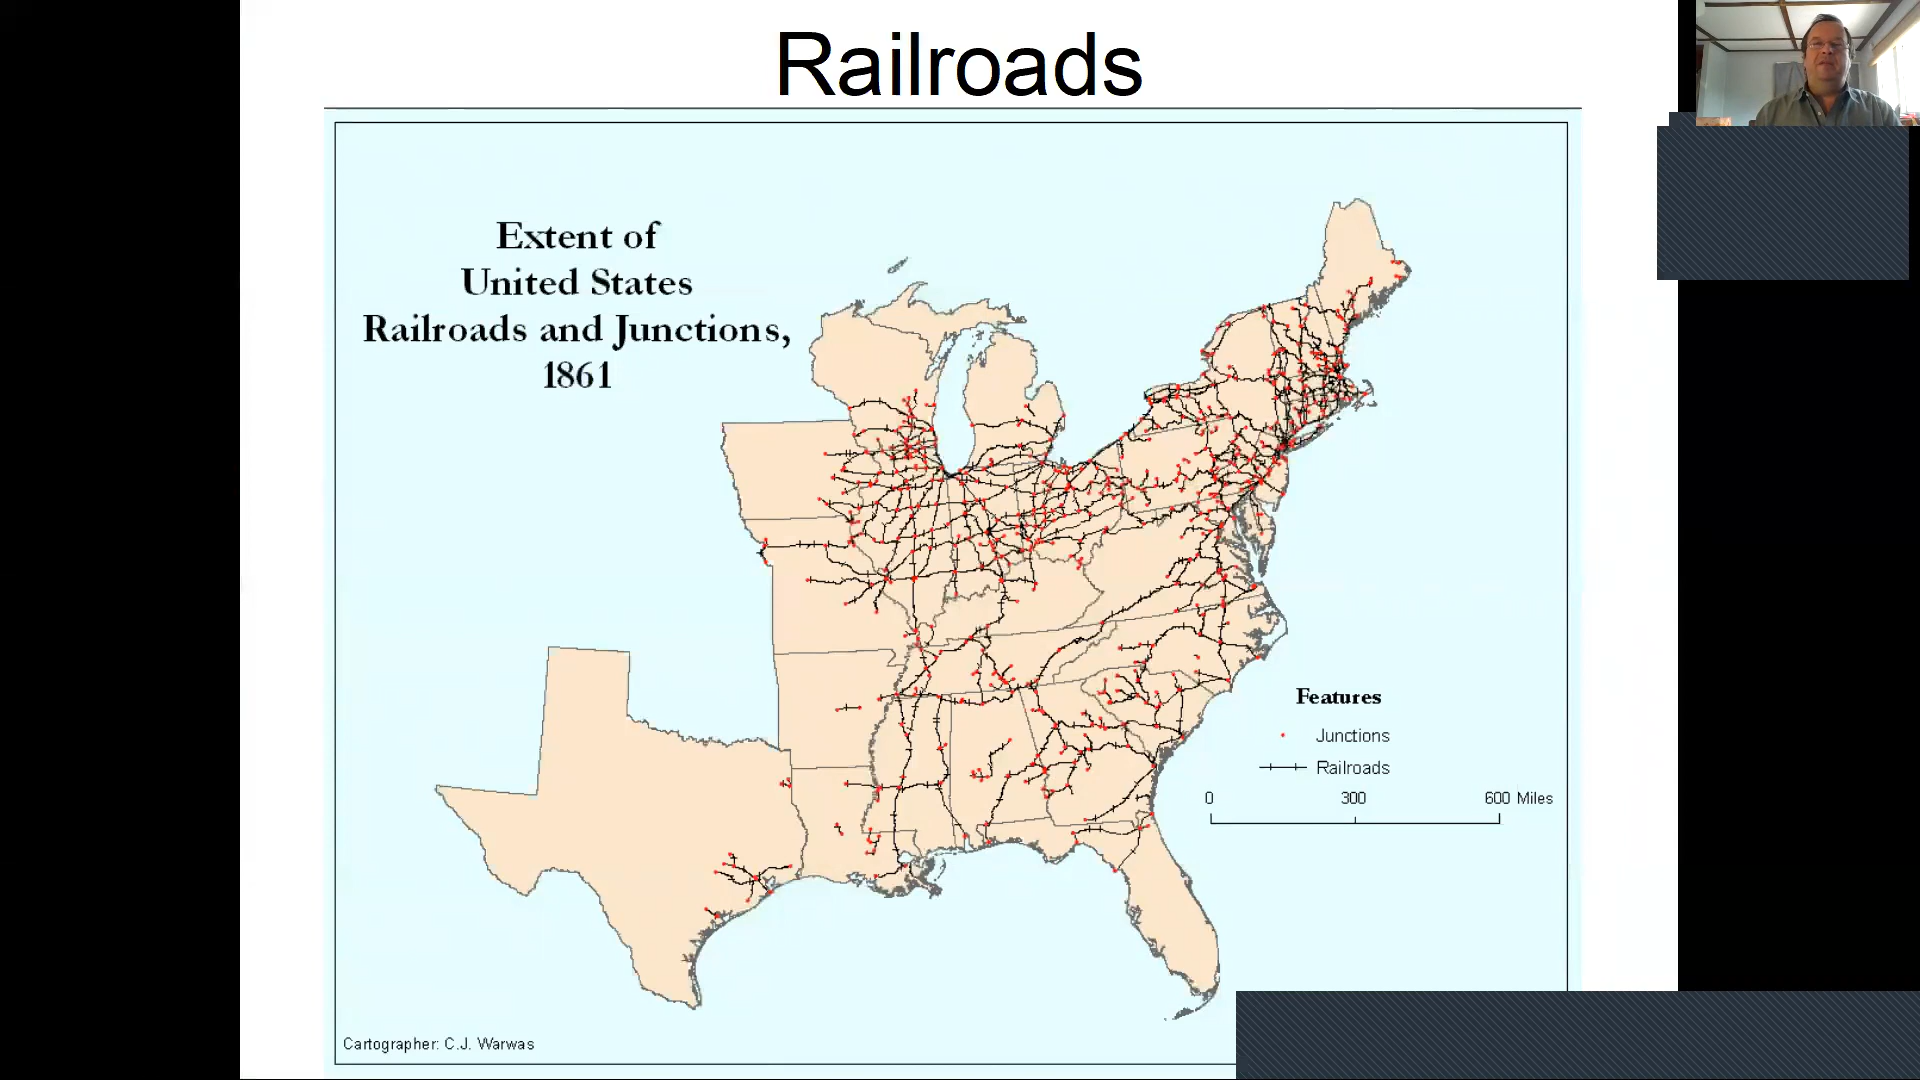 Railroads
Extent of
United States
Railroads and Junctions,
1861
Features
Junctions
Railroads
0 300 600 Miles
Cartographer: C.J. Warwas